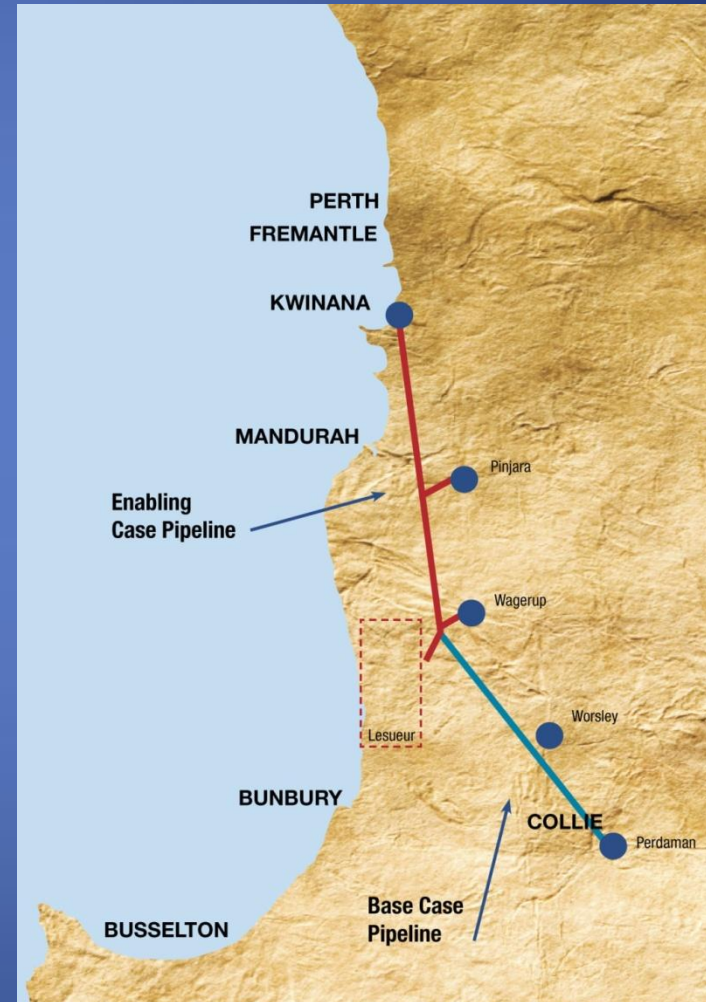 PERTH
FREMANTLE
KWINANA
MANDURAH
Pinjara
Enabling
Case Pipeline
Wagerup
Worsley
Lesueur
BUNBURY
COLLIE
Perdaman
Base Case
Pipeline
BUSSELTON